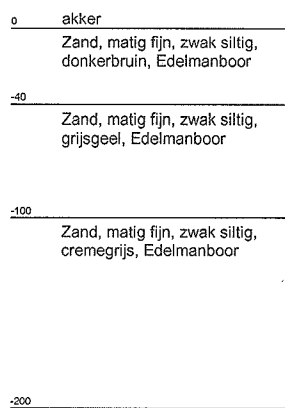 0 akker
Zand, matig fijn, zwak siltig,
donkerbruin, Edelmanboor
-40
Zand, matig fijn, zwak siltig,
grijsgeel, Edelmanboor
-100
Zand, matig fijn, zwak siltig,
cremegrijs, Edelmanboor
-200